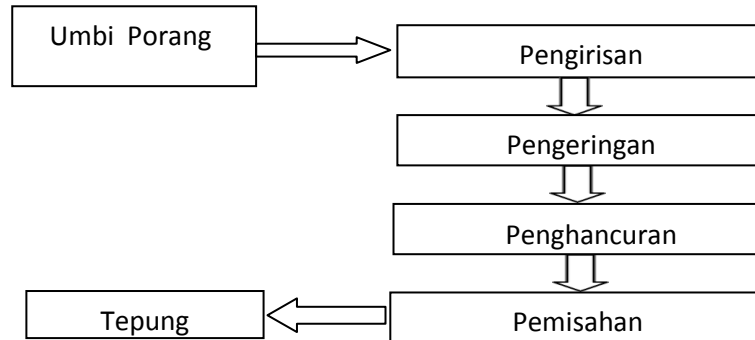 Umbi Porang
Pengirisan
Pengeringan
Penghancuran
Pemisahan
Tepung